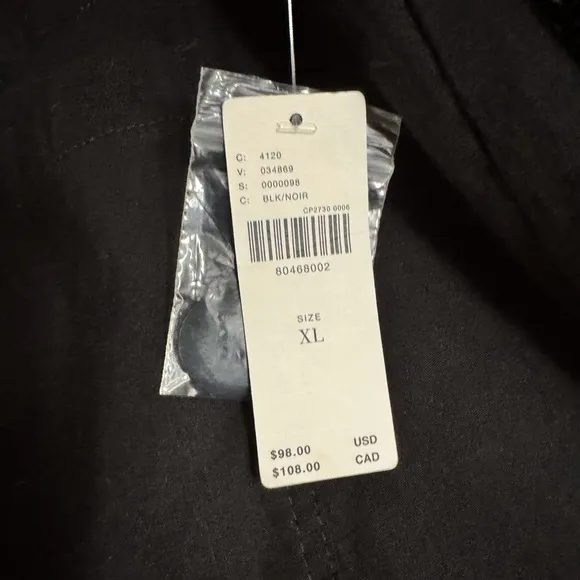 C: 4120
V: 034869
S: 0000098
C: BLK/NOIR
CP2730 0006
80468002
SIZE
XL
$98.00 USD
$108.00 CAD